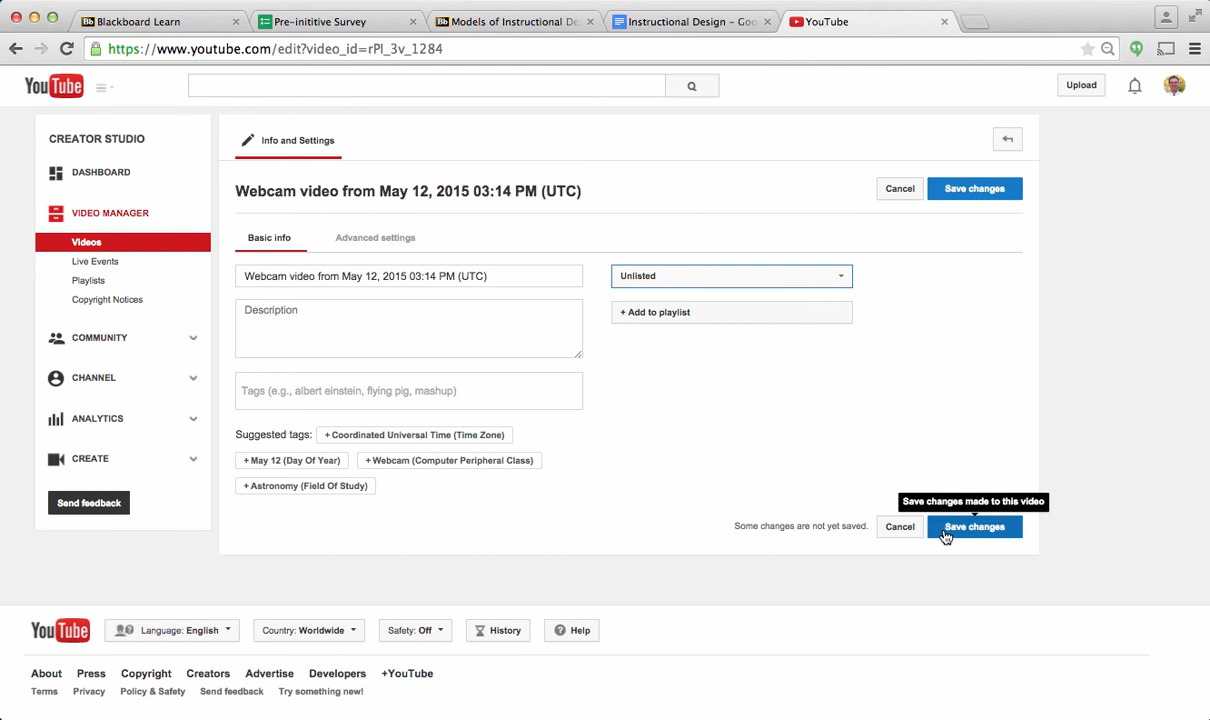 Blackboard Learn
Pre-inititive Survey
Models of Instructional De
Instructional Design – Goo
YouTube
https://www.youtube.com/edit?video_id=rPl_3v_1284
YouTube
Upload
CREATOR STUDIO
DASHBOARD
VIDEO MANAGER
Videos
Live Events
Playlists
Copyright Notices
COMMUNITY
CHANNEL
ANALYTICS
CREATE
Send feedback
Info and Settings
Webcam video from May 12, 2015 03:14 PM (UTC)
Cancel
Save changes
Basic info
Advanced settings
Webcam video from May 12, 2015 03:14 PM (UTC)
Unlisted
Description
+ Add to playlist
Tags (e.g., albert einstein, flying pig, mashup)
Suggested tags: + Coordinated Universal Time (Time Zone)
+ May 12 (Day Of Year) + Webcam (Computer Peripheral Class)
+ Astronomy (Field Of Study)
Save changes made to this video
Some changes are not yet saved. Cancel Save changes
YouTube Language: English Country: Worldwide Safety: Off History Help
About Press Copyright Creators Advertise Developers +YouTube
Terms Privacy Policy & Safety Send feedback Try something new!